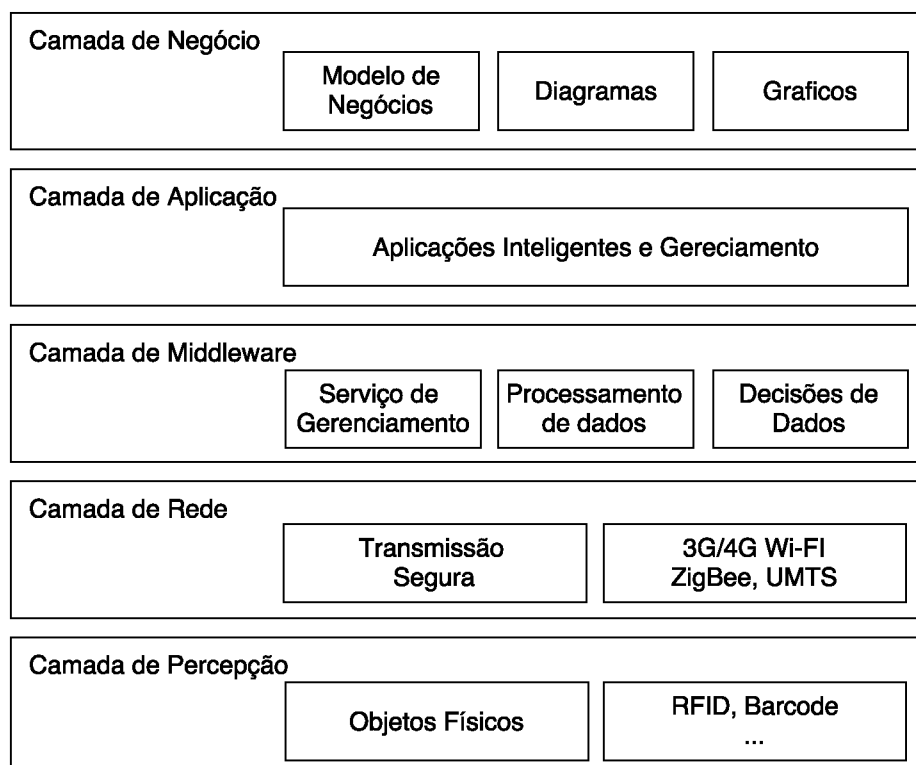 Camada de Negócio
Modelo de
Negócios
Diagramas
Graficos
Camada de Aplicação
Aplicações Inteligentes e Gereciamento
Camada de Middleware
Serviço de
Gerenciamento
Processamento
de dados
Decisões de
Dados
Camada de Rede
Transmissão
Segura
3G/4G Wi-FI
ZigBee, UMTS
Camada de Percepção
Objetos Físicos
RFID, Barcode
...